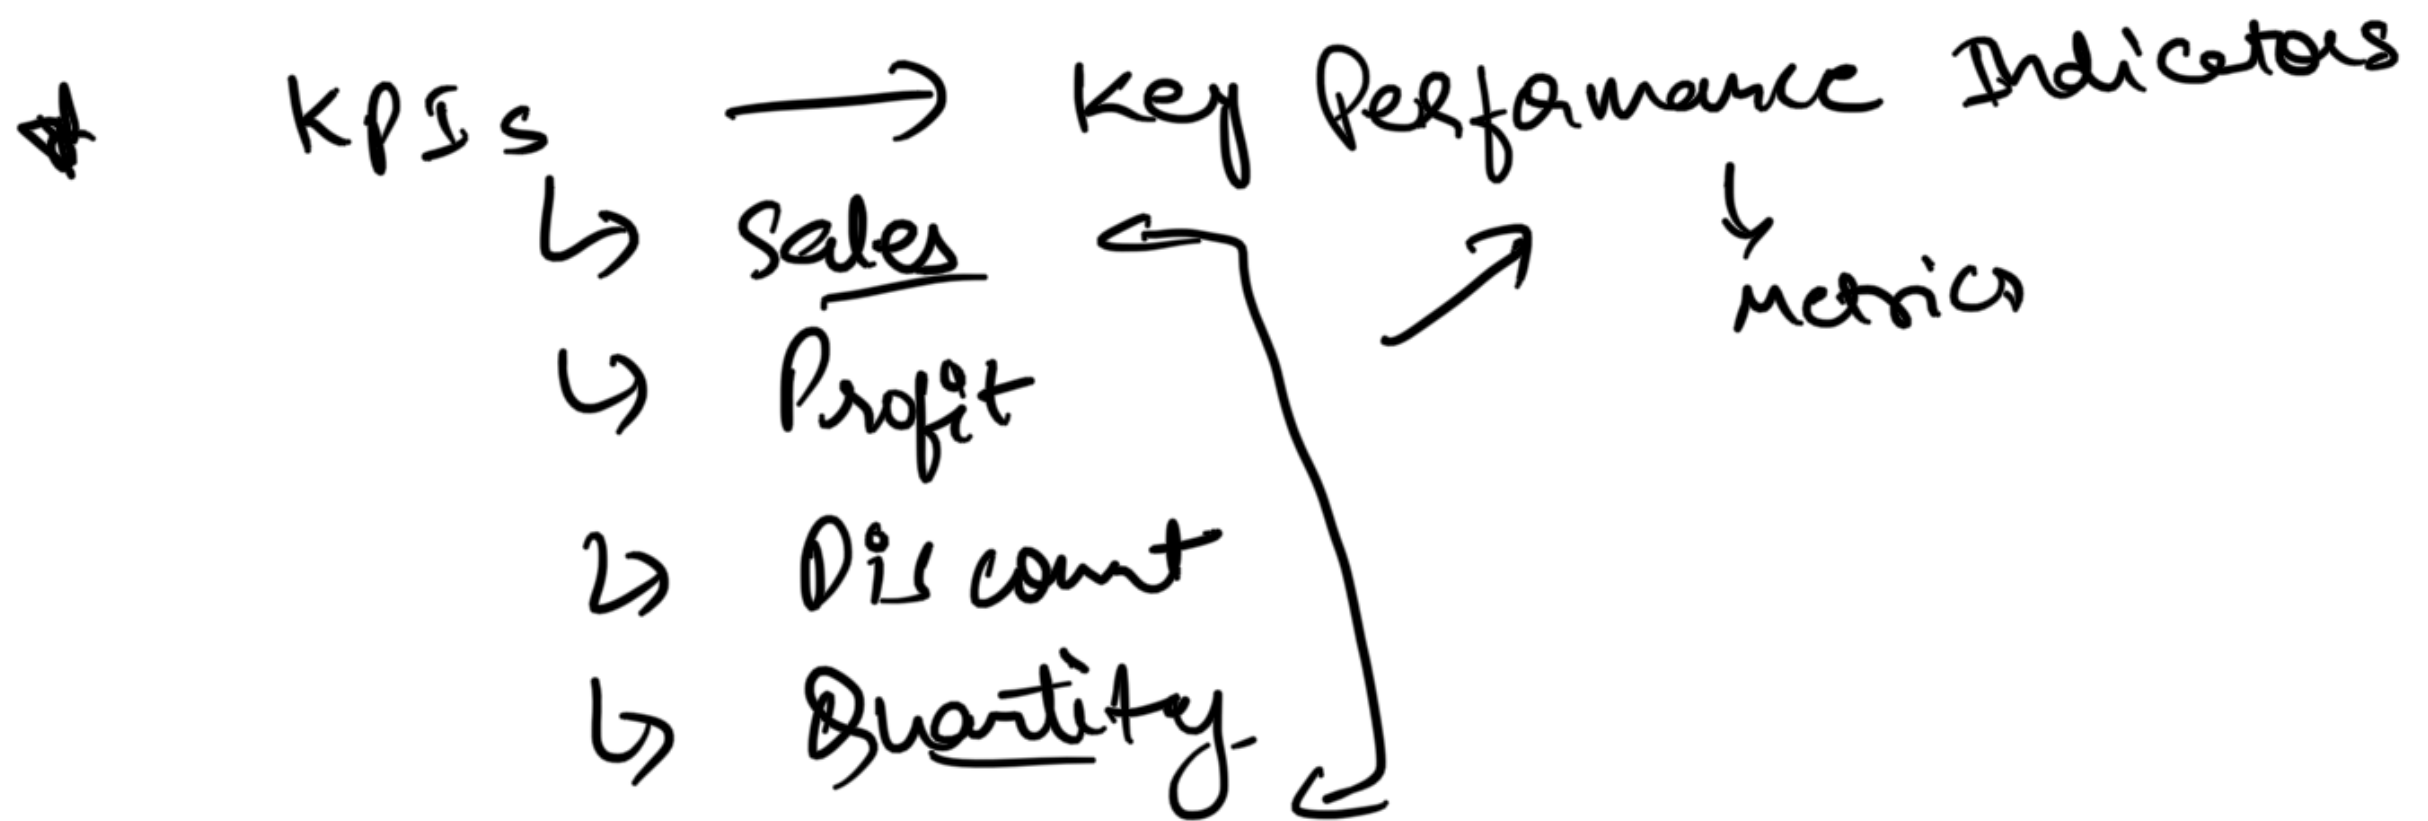 KPIs → Key Performance Indicators
↳ Sales
Metrics
↳ Profit
↳ Discount
↳ Quantity